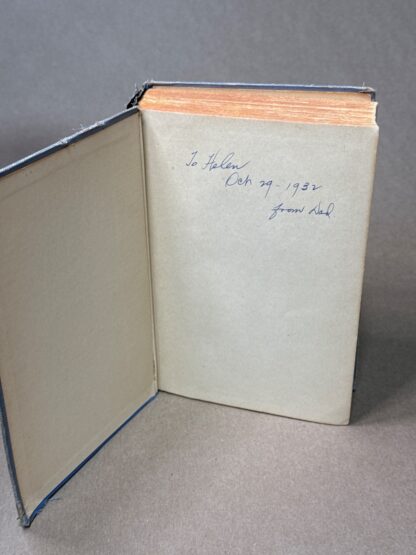 To Helen
Oct 29-1932
from Dad